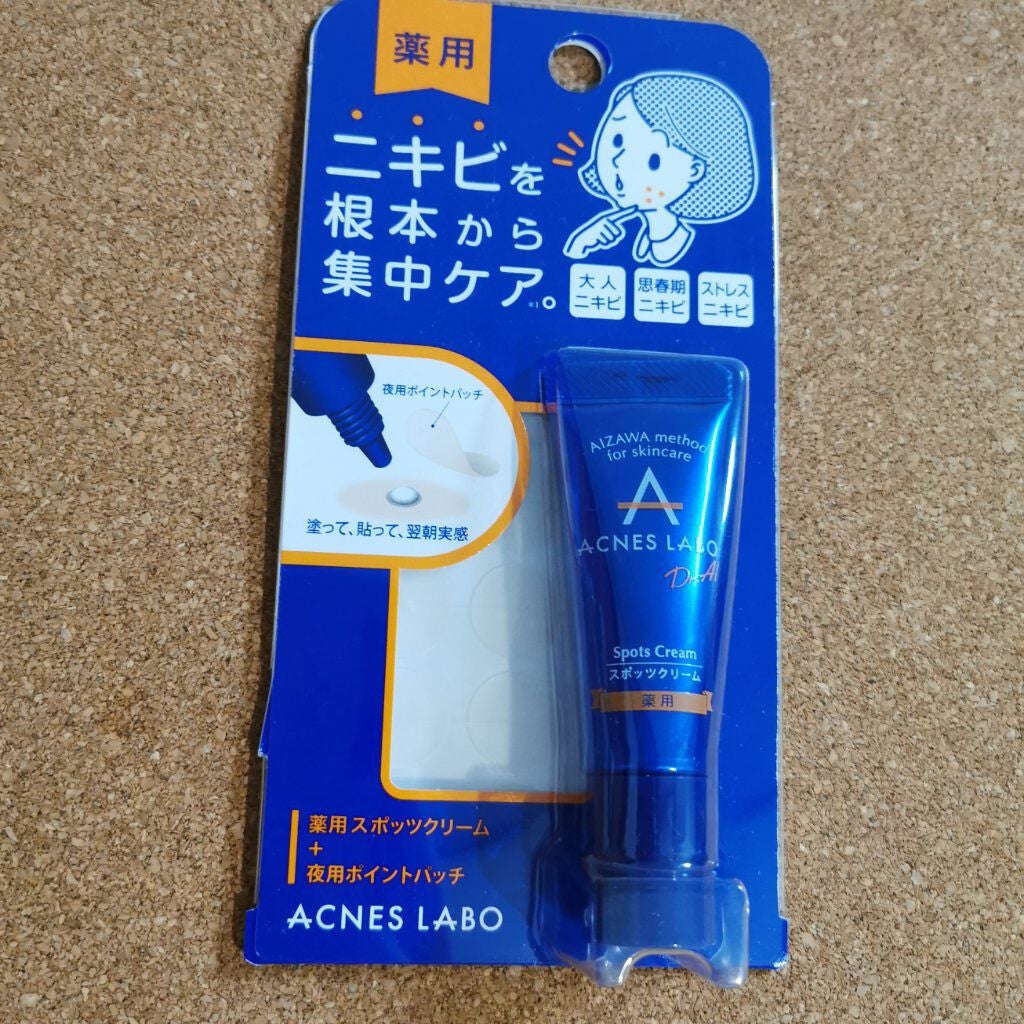 薬用
ニキビを
根本から
集中ケア。
※1
大人
ニキビ
思春期
ニキビ
ストレス
ニキビ
夜用ポイントパッチ
塗って、貼って、翌朝実感
AIZAWA method
for skincare
A
ACNES LABO
Dr.AI
Spots Cream
スポッツクリーム
薬用
薬用スポッツクリーム
+
夜用ポイントパッチ
ACNES LABO